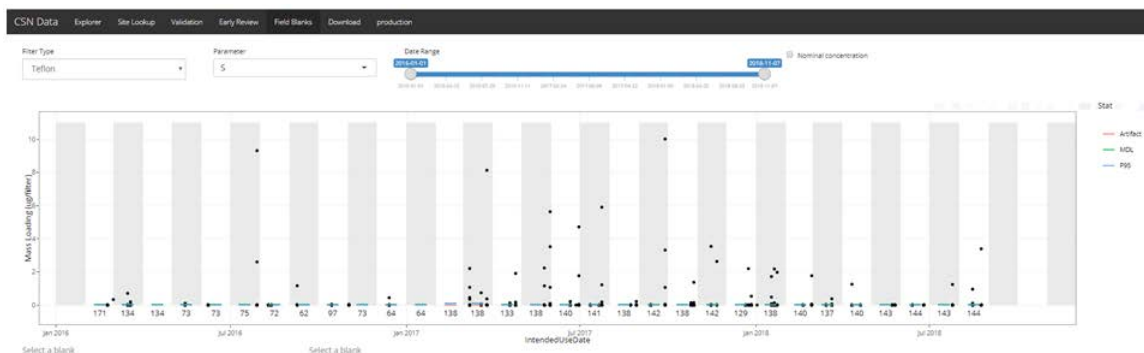 CSN Data Explorer Site Lookup Validation Early Review Field Blanks Download production
Filter Type Parameter Date Range Nominal concentration
Teflon S 2016-01-01 2018-11-07
Stat
Artifact
MDL
P95
Mass Loading (ug/filter)
10
8
6
4
2
0
171 134 134 73 73 75 72 62 97 73 64 64 138 138 133 138 140 141 138 142 138 142 129 138 140 137 140 143 144 143 144
Jan 2016 Jul 2016 Jan 2017 Jul 2017 Jan 2018 Jul 2018
IntendedUseDate
Select a blank Select a blank